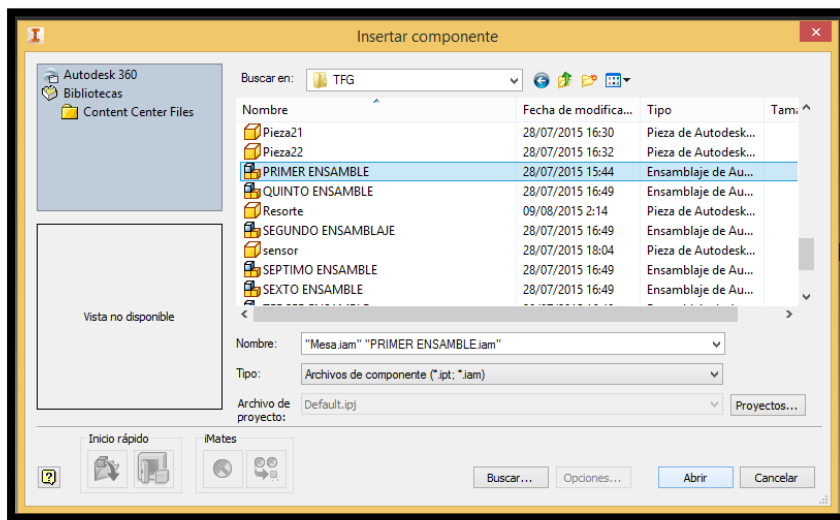 Insertar componente
Autodesk 360
Bibliotecas
Content Center Files
Buscar en: TFG
Nombre Fecha de modifica... Tipo Tama
Pieza21 28/07/2015 16:30 Pieza de Autodesk...
Pieza22 28/07/2015 16:32 Pieza de Autodesk...
PRIMER ENSAMBLE 28/07/2015 15:44 Ensamblaje de Au...
QUINTO ENSAMBLE 28/07/2015 16:49 Ensamblaje de Au...
Resorte 09/08/2015 2:14 Pieza de Autodesk...
SEGUNDO ENSAMBLAJE 28/07/2015 16:49 Ensamblaje de Au...
sensor 28/07/2015 18:04 Pieza de Autodesk...
SEPTIMO ENSAMBLE 28/07/2015 16:49 Ensamblaje de Au...
SEXTO ENSAMBLE 28/07/2015 16:49 Ensamblaje de Au...
Vista no disponible
Nombre: "Mesa.iam" "PRIMER ENSAMBLE.iam"
Tipo: Archivos de componente (*.ipt; *.iam)
Archivo de proyecto: Default.ipj Proyectos...
Inicio rápido iMates
Buscar... Opciones... Abrir Cancelar